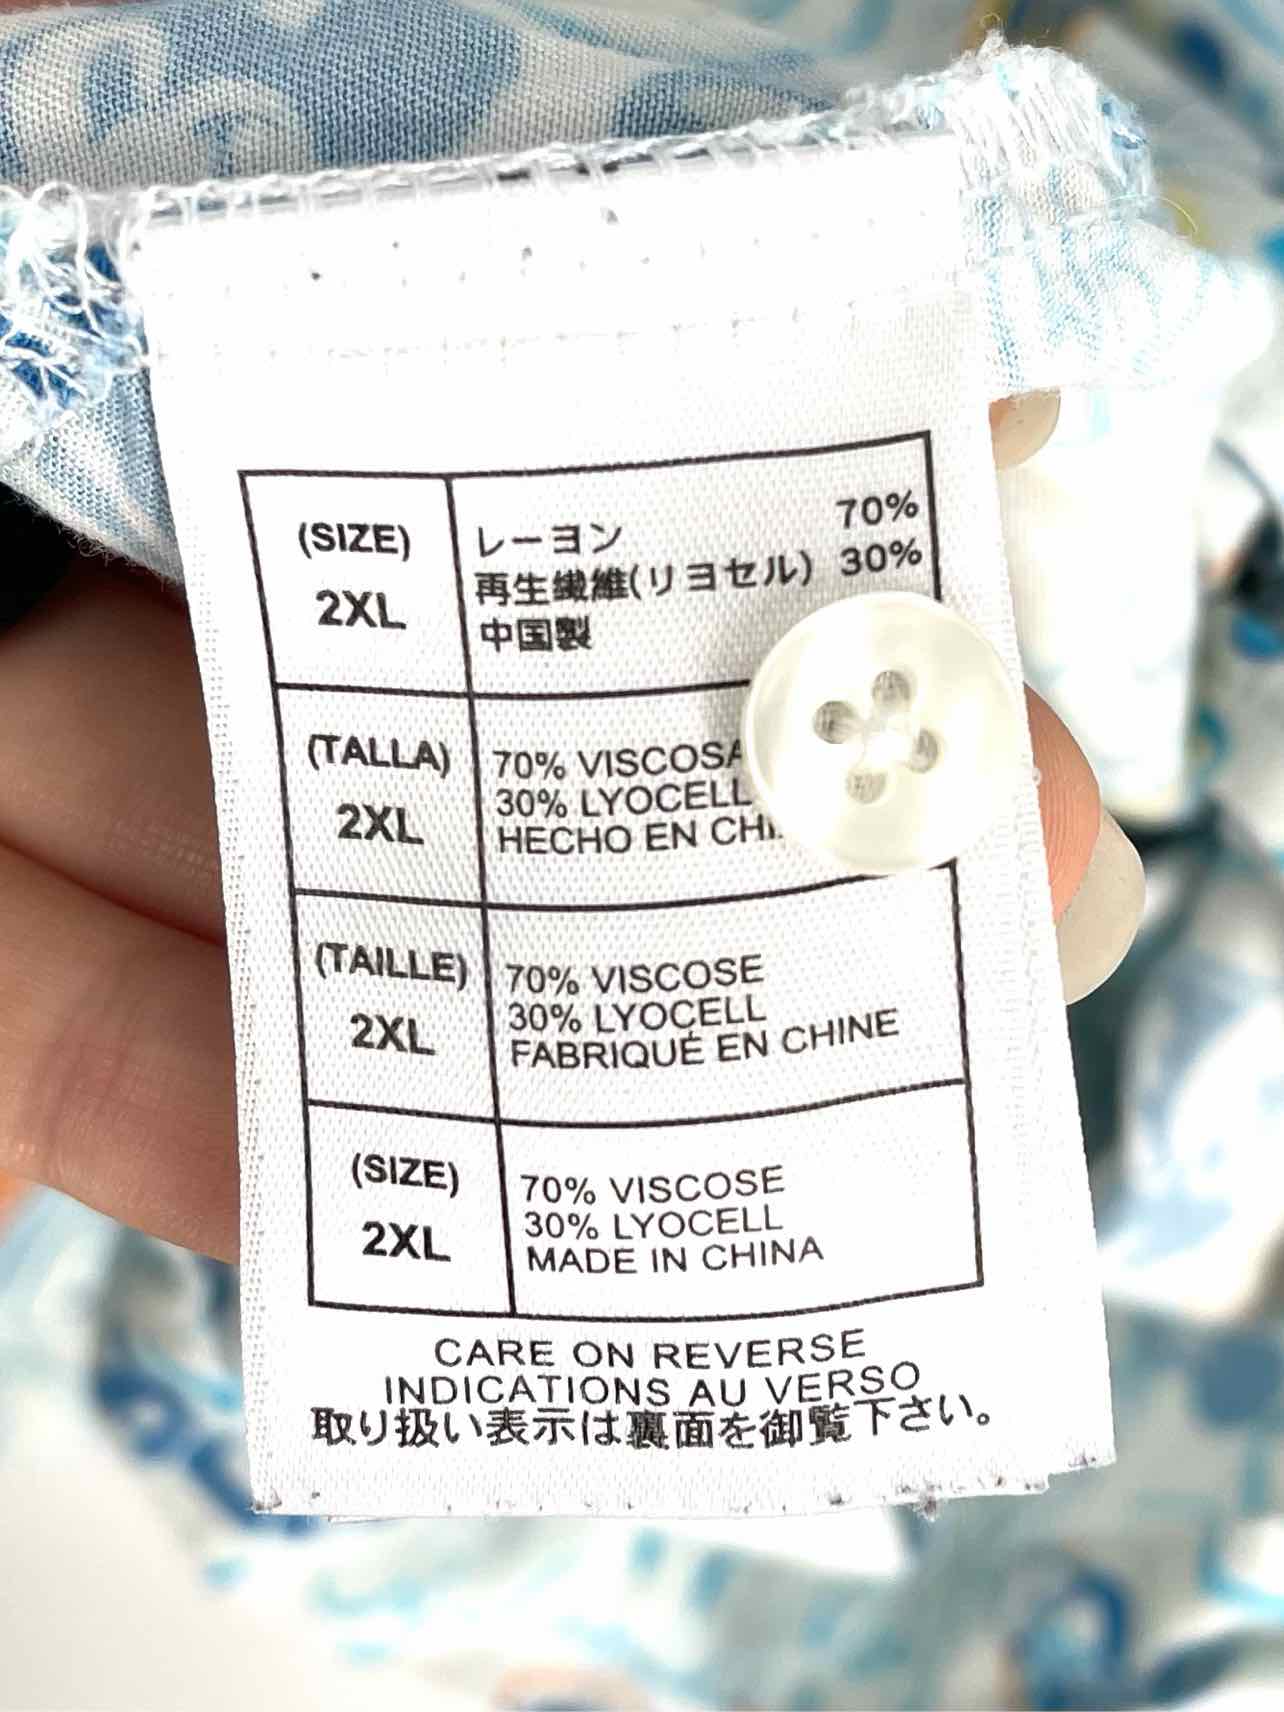 (SIZE)
2XL
レーヨン 70%
再生繊維(リヨセル) 30%
中国製
(TALLA)
2XL
70% VISCOSA
30% LYOCELL
HECHO EN
(TAILLE)
2XL
70% VISCOSE
30% LYOCELL
FABRIQUÉ EN CHINE
(SIZE)
2XL
70% VISCOSE
30% LYOCELL
MADE IN CHINA
CARE ON REVERSE
INDICATIONS AU VERSO
取り扱い表示は裏面を御覧下さい。